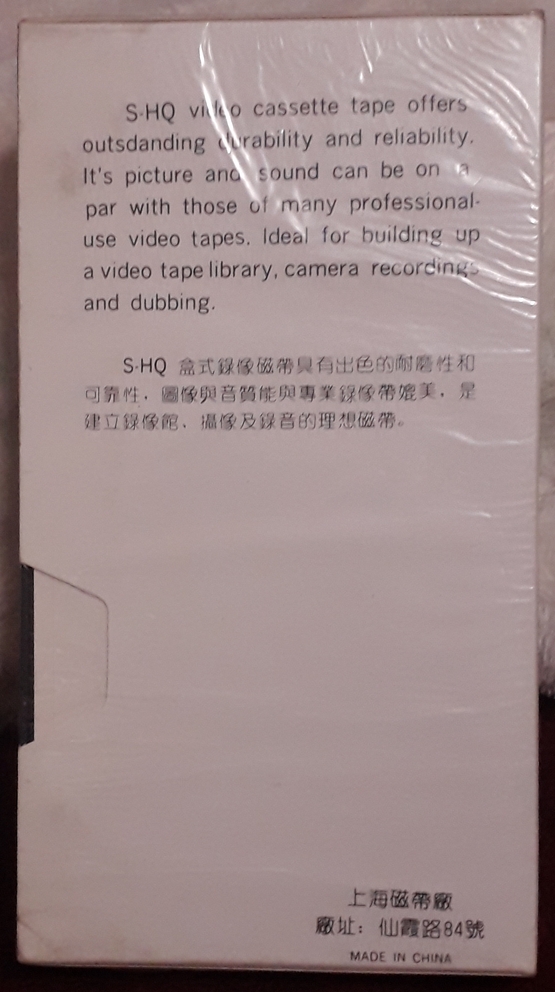 S-HQ video cassette tape offers
outsdanding durability and reliability.
It's picture and sound can be on a
par with those of many professional-
use video tapes. Ideal for building up
a video tape library, camera recordings
and dubbing.
S-HQ 盒式錄像磁帶具有出色的耐磨性和
可靠性，圖像與音質能與專業錄像帶媲美，是
建立錄像館、攝像及錄音的理想磁帶。
上海磁帶廠
廠址：仙霞路84號
MADE IN CHINA